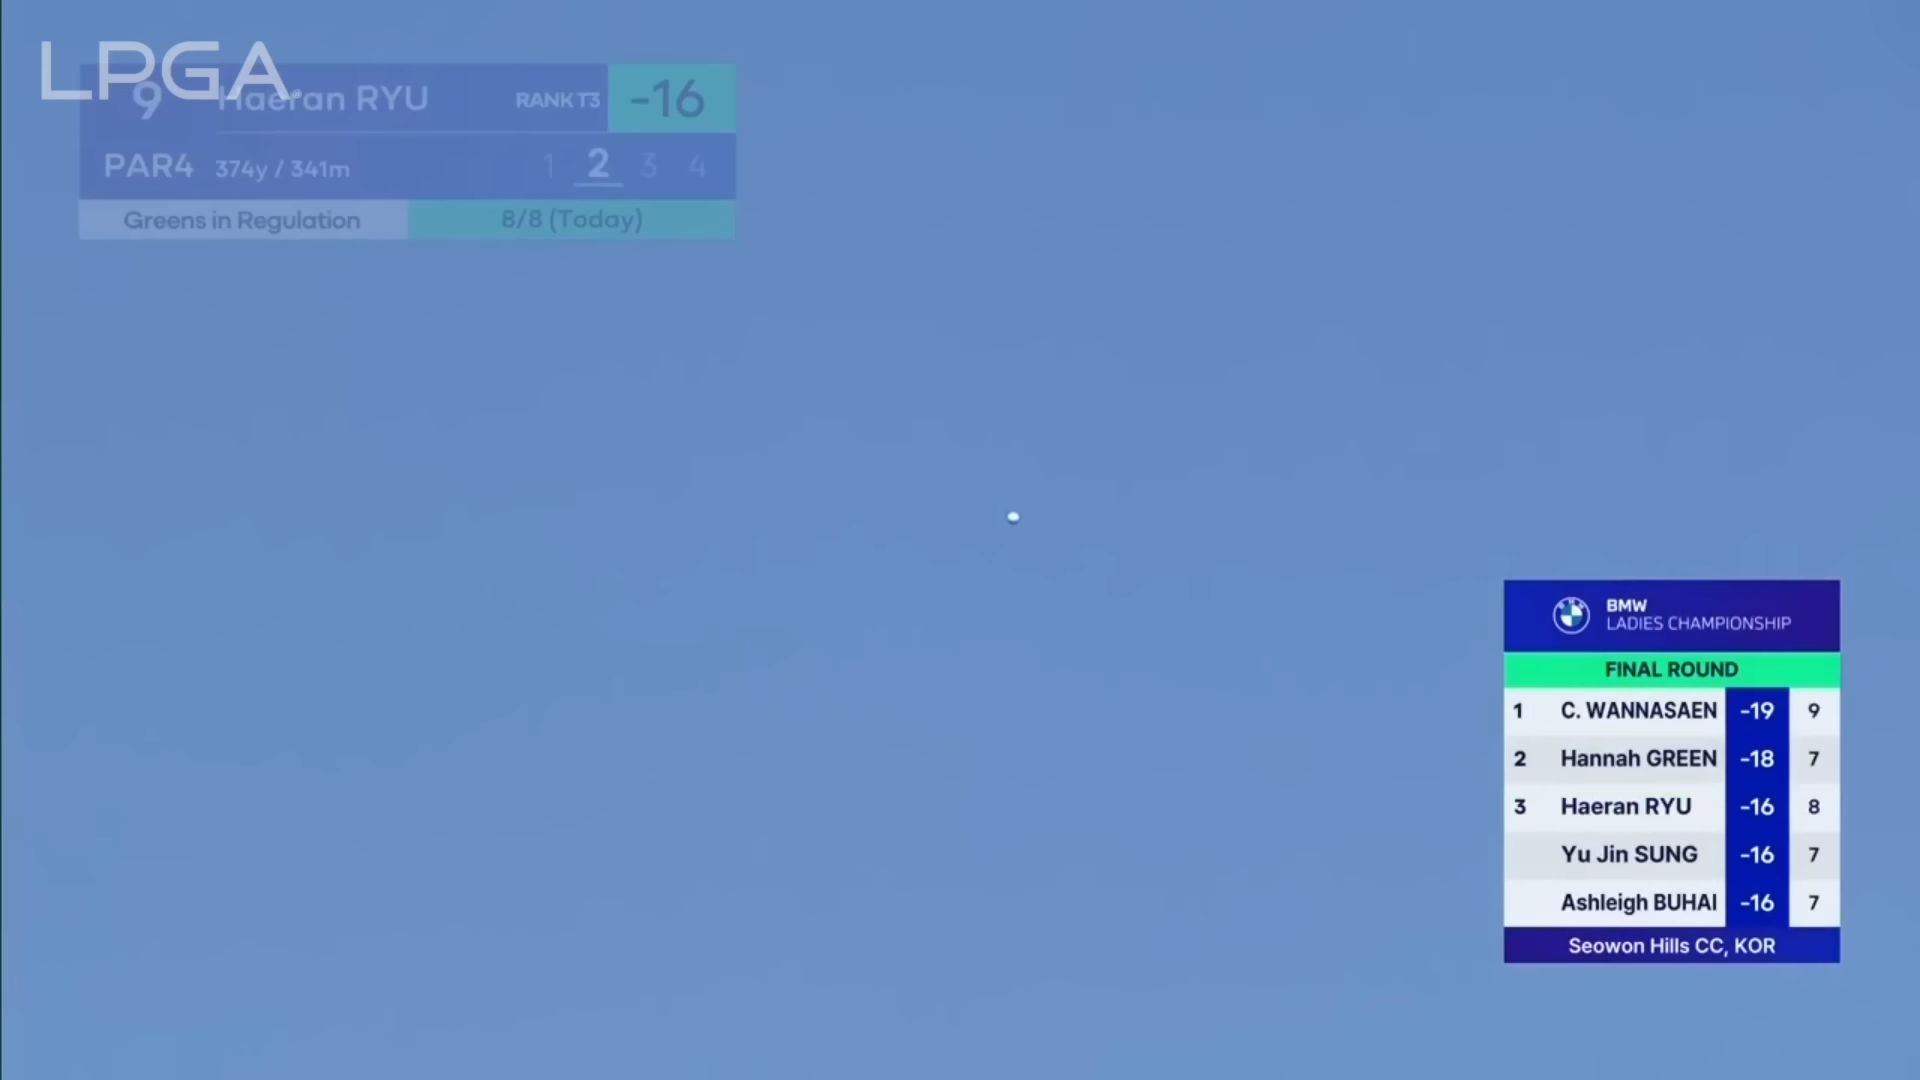 LPGA
9 Haeran RYU RANK T3 -16
PAR4 374y / 341m 1 2 3 4
Greens in Regulation 8/8 (Today)
BMW
LADIES CHAMPIONSHIP
FINAL ROUND
1 C. WANNASAEN -19 9
2 Hannah GREEN -18 7
3 Haeran RYU -16 8
Yu Jin SUNG -16 7
Ashleigh BUHAI -16 7
Seowon Hills CC, KOR